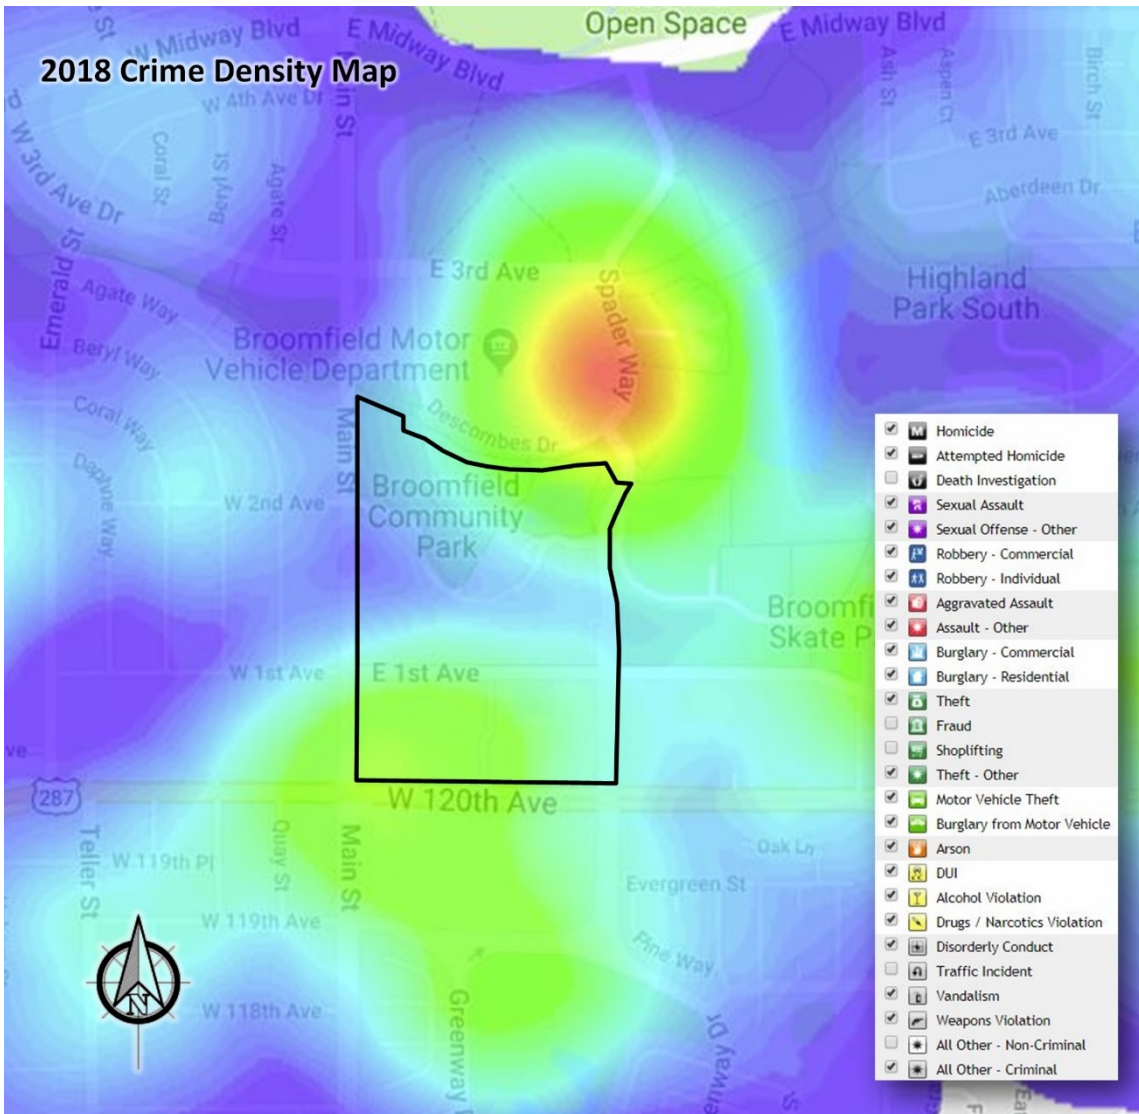 Open Space
E Midway Blvd
E Midway Blvd
W Midway Blvd
2018 Crime Density Map
W 4th Ave Dr
Main St
Ash St
Aspen Ct
Birch St
W 3rd Ave Dr
Coral St
Beryl St
Agate St
E 3rd Ave
Aberdeen Dr
Emerald St
Agate Way
E 3rd Ave
Spader Way
Highland
Park South
Beryl Way
Broomfield Motor
Vehicle Department
Coral Way
Main St
Descombes Dr
Daphne Way
W 2nd Ave
Broomfield
Community
Park
Broomfi
Skate P
W 1st Ave
E 1st Ave
ve
287
W 120th Ave
Teller St
W 119th Pl
Quay St
Main St
Oak Ln
Evergreen St
W 119th Ave
Pine Way
N
W 118th Ave
Greenway
enway Dr
Homicide
Attempted Homicide
Death Investigation
Sexual Assault
Sexual Offense - Other
Robbery - Commercial
Robbery - Individual
Aggravated Assault
Assault - Other
Burglary - Commercial
Burglary - Residential
Theft
Fraud
Shoplifting
Theft - Other
Motor Vehicle Theft
Burglary from Motor Vehicle
Arson
DUI
Alcohol Violation
Drugs / Narcotics Violation
Disorderly Conduct
Traffic Incident
Vandalism
Weapons Violation
All Other - Non-Criminal
All Other - Criminal